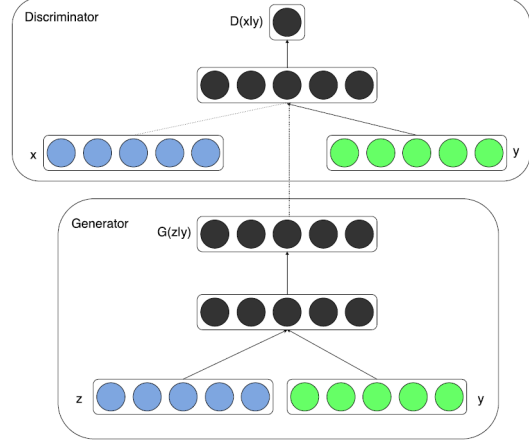 Discriminator
D(x|y)
x
y
Generator
G(z|y)
z
y